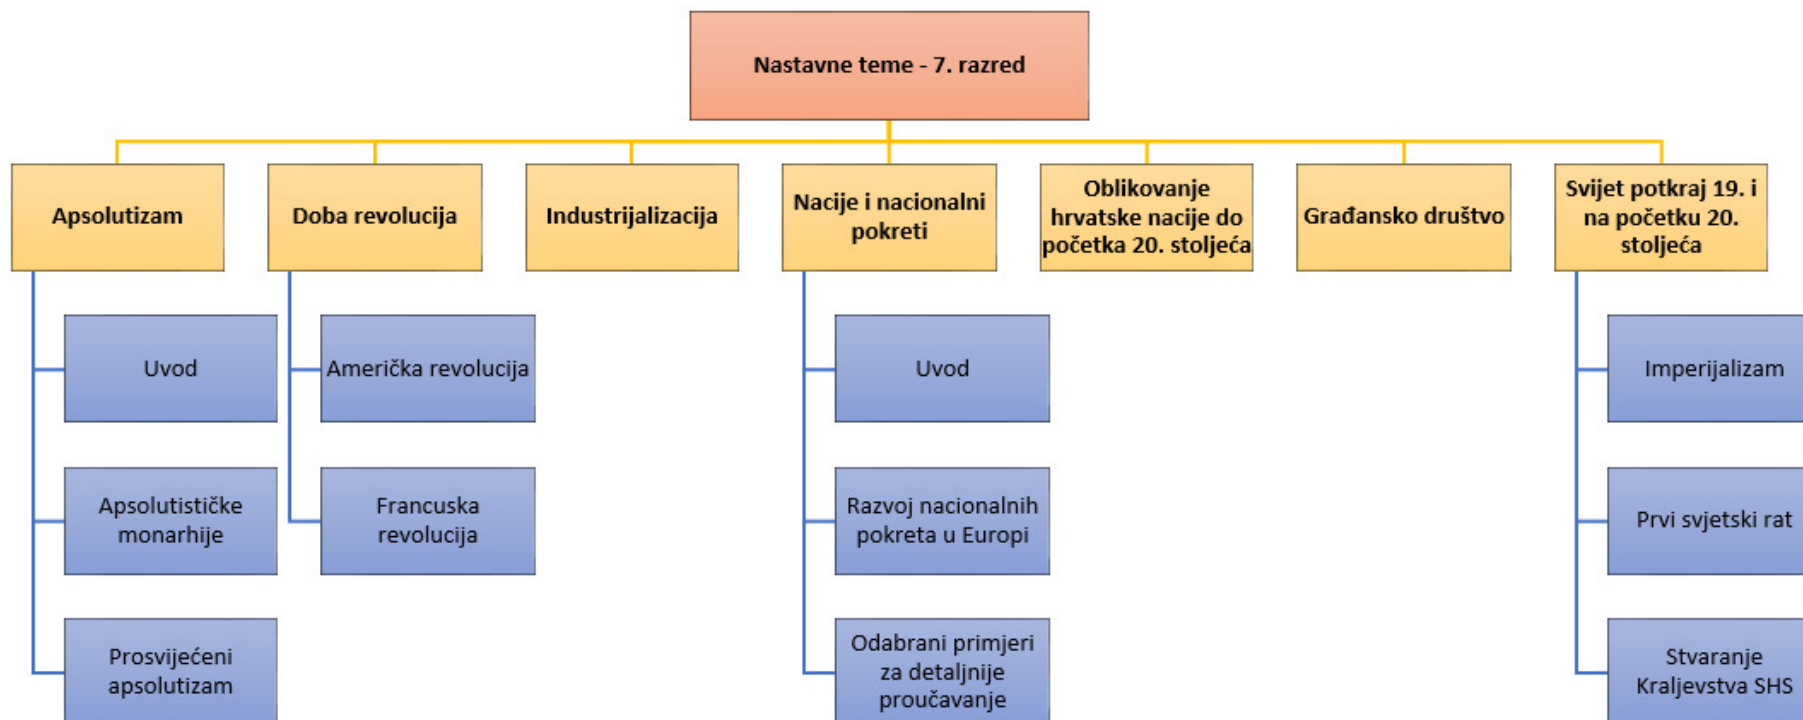 Nastavne teme - 7. razred
Apsolutizam
Doba revolucija
Industrijalizacija
Nacije i nacionalni
pokreti
Oblikovanje
hrvatske nacije do
početka 20. stoljeća
Građansko društvo
Svijet potkraj 19. i
na početku 20.
stoljeća
Uvod
Apsolutističke
monarhije
Prosvijećeni
apsolutizam
Američka revolucija
Francuska
revolucija
Uvod
Razvoj nacionalnih
pokreta u Europi
Odabrani primjeri
za detaljnije
proučavanje
Imperijalizam
Prvi svjetski rat
Stvaranje
Kraljevstva SHS